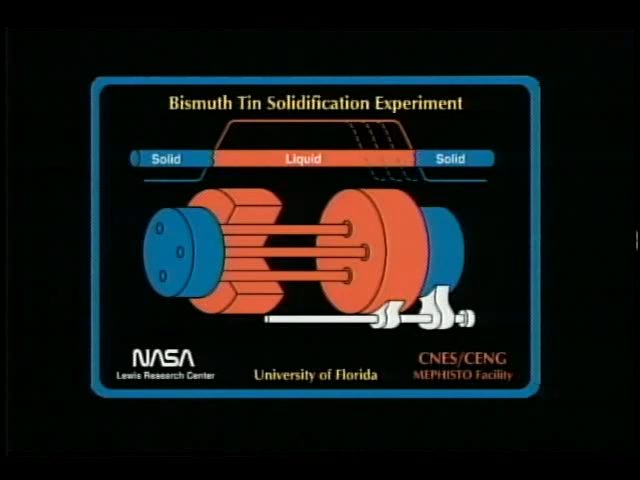 Bismuth Tin Solidification Experiment
Solid Liquid Solid
NASA
Lewis Research Center
University of Florida
CNES/CENG
MEPHISTO Facility